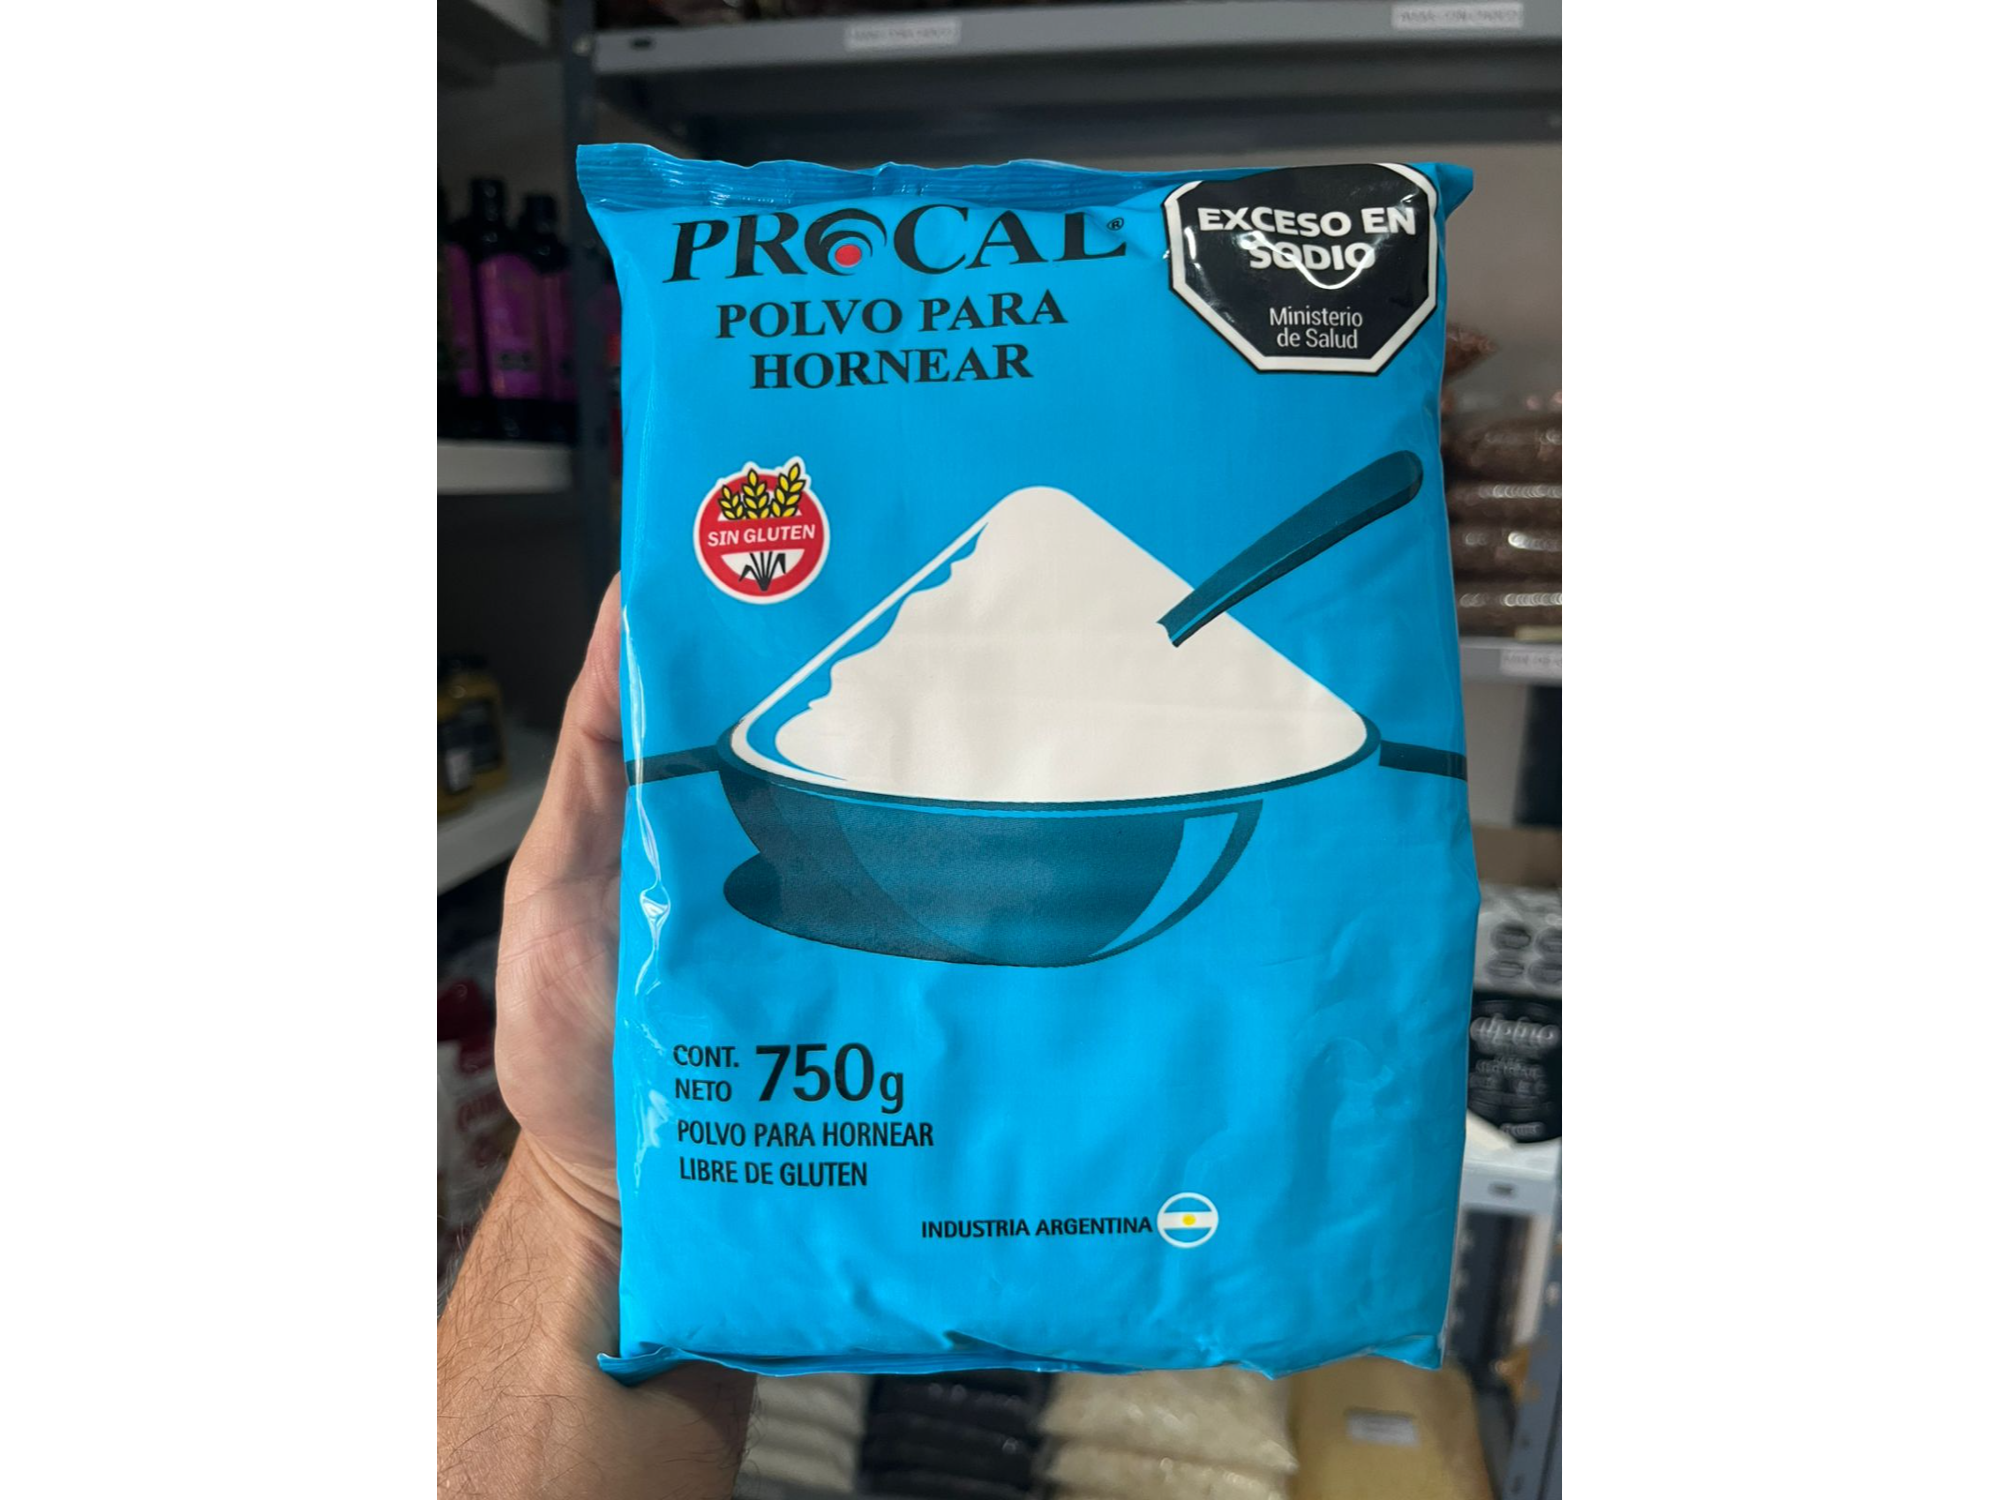 PROCAL®
EXCESO EN
SODIO
Ministerio
de Salud
POLVO PARA
HORNEAR
SIN GLUTEN
CONT.
NETO 750g
POLVO PARA HORNEAR
LIBRE DE GLUTEN
INDUSTRIA ARGENTINA
alpino